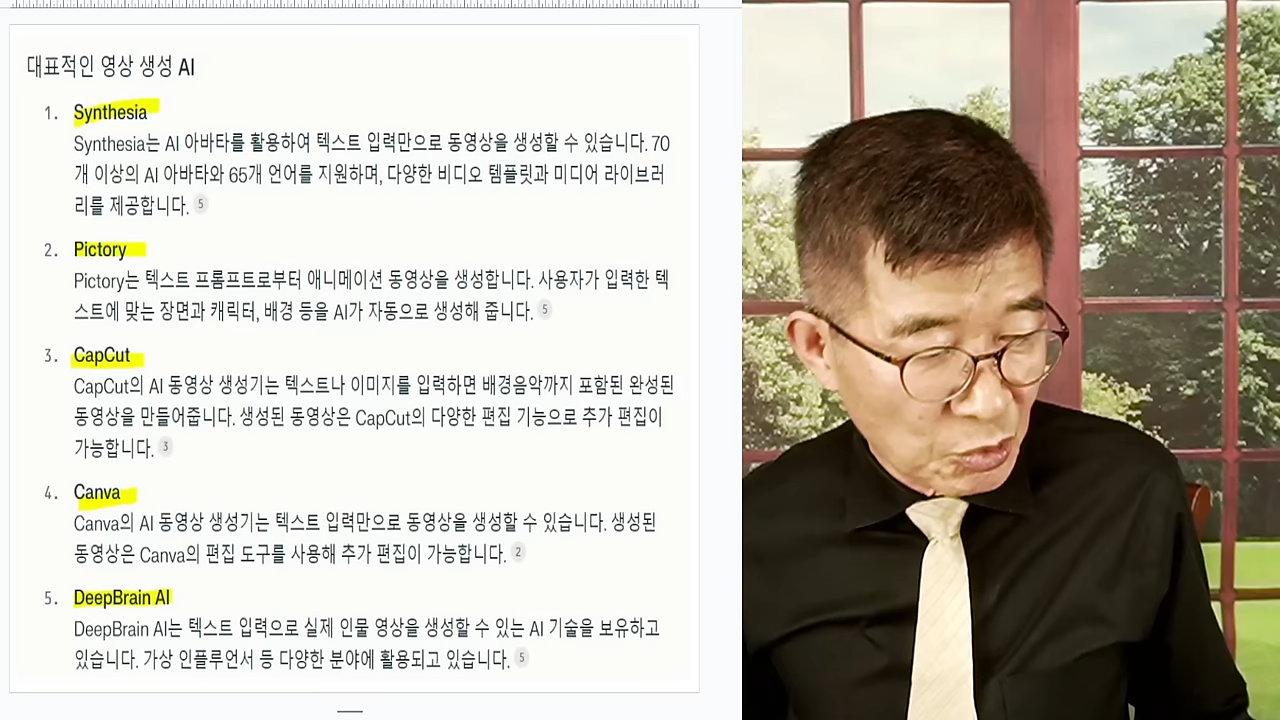 대표적인 영상 생성 AI
1. Synthesia
Synthesia는 AI 아바타를 활용하여 텍스트 입력만으로 동영상을 생성할 수 있습니다. 70
개 이상의 AI 아바타와 65개 언어를 지원하며, 다양한 비디오 템플릿과 미디어 라이브러
리를 제공합니다. 5
2. Pictory
Pictory는 텍스트 프롬프트로부터 애니메이션 동영상을 생성합니다. 사용자가 입력한 텍
스트에 맞는 장면과 캐릭터, 배경 등을 AI가 자동으로 생성해 줍니다. 5
3. CapCut
CapCut의 AI 동영상 생성기는 텍스트나 이미지를 입력하면 배경음악까지 포함된 완성된
동영상을 만들어줍니다. 생성된 동영상은 CapCut의 다양한 편집 기능으로 추가 편집이
가능합니다. 3
4. Canva
Canva의 AI 동영상 생성기는 텍스트 입력만으로 동영상을 생성할 수 있습니다. 생성된
동영상은 Canva의 편집 도구를 사용해 추가 편집이 가능합니다. 2
5. DeepBrain AI
DeepBrain AI는 텍스트 입력으로 실제 인물 영상을 생성할 수 있는 AI 기술을 보유하고
있습니다. 가상 인플루언서 등 다양한 분야에 활용되고 있습니다. 5